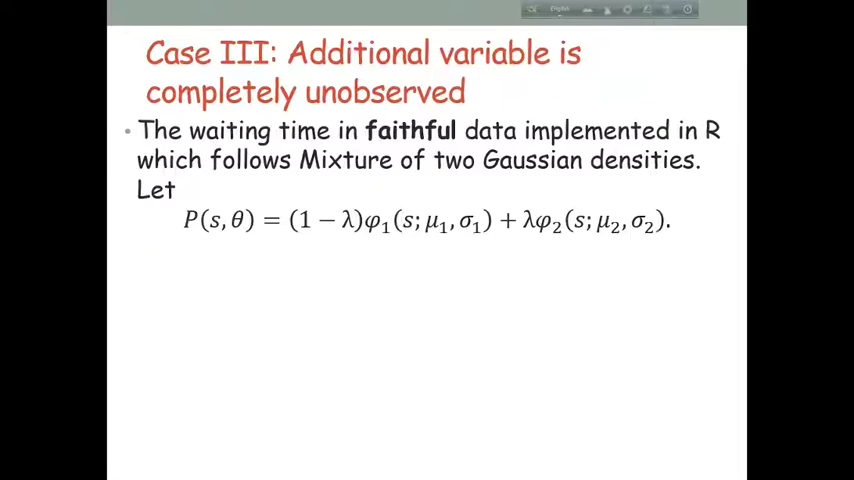 English
Case III: Additional variable is
completely unobserved
• The waiting time in faithful data implemented in R
which follows Mixture of two Gaussian densities.
Let
P(s, θ) = (1 − λ)φ₁(s; μ₁, σ₁) + λφ₂(s; μ₂, σ₂).